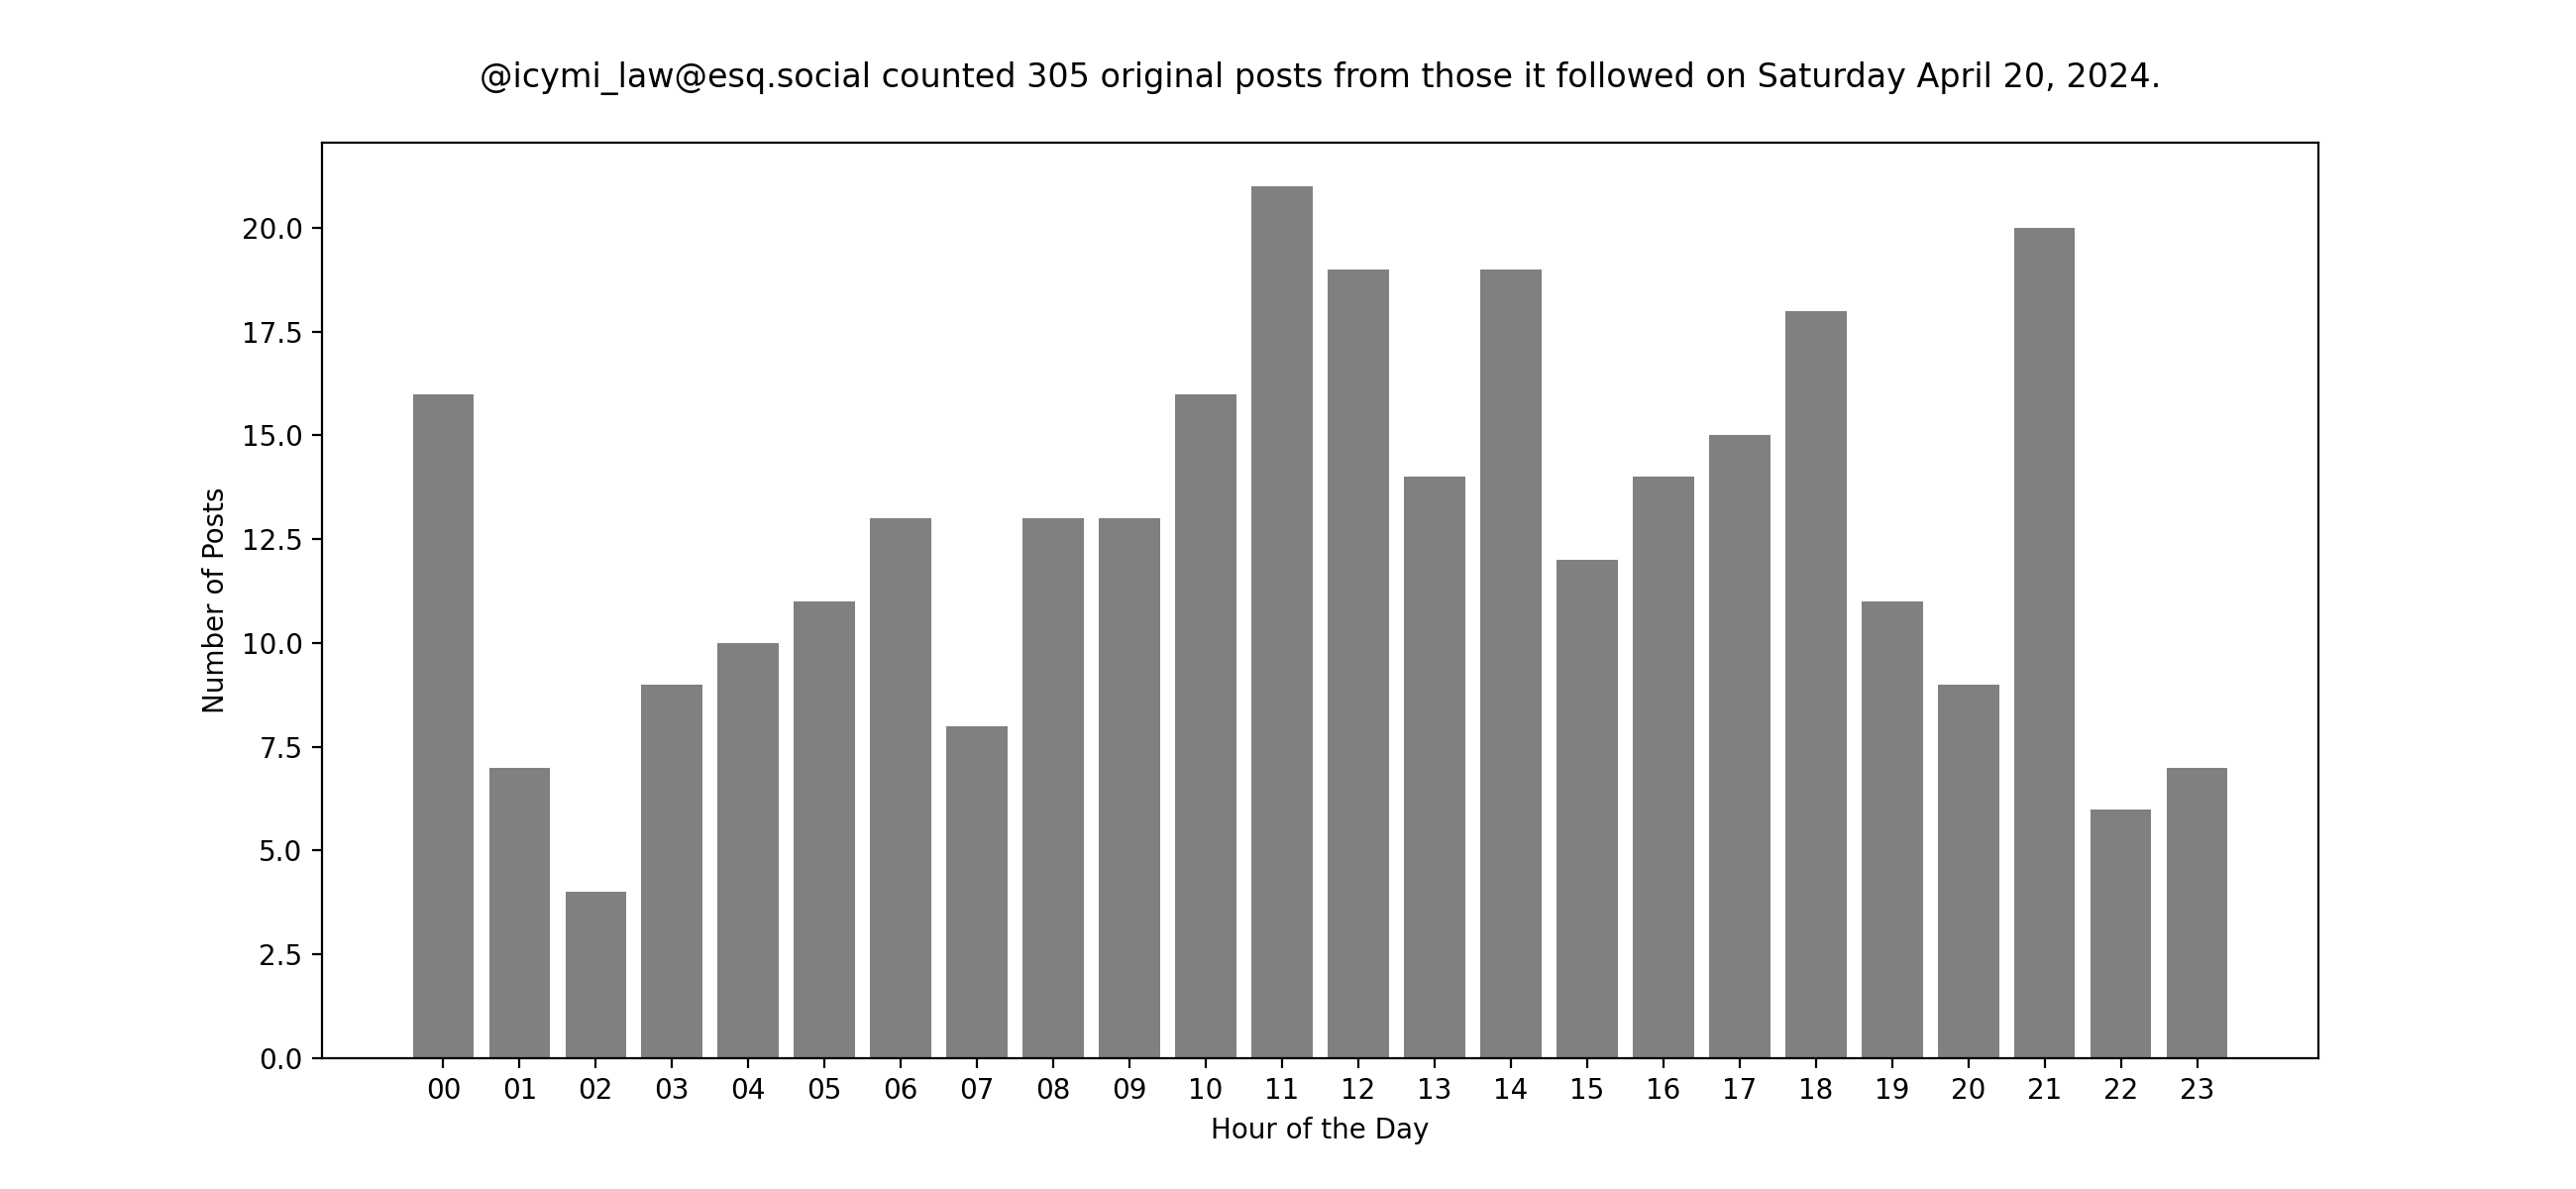 @icymi_law@esq.social counted 305 original posts from those it followed on Saturday April 20, 2024.
20.0
17.5
15.0
12.5
10.0
7.5
5.0
2.5
0.0
Number of Posts
00 01 02 03 04 05 06 07 08 09 10 11 12 13 14 15 16 17 18 19 20 21 22 23
Hour of the Day